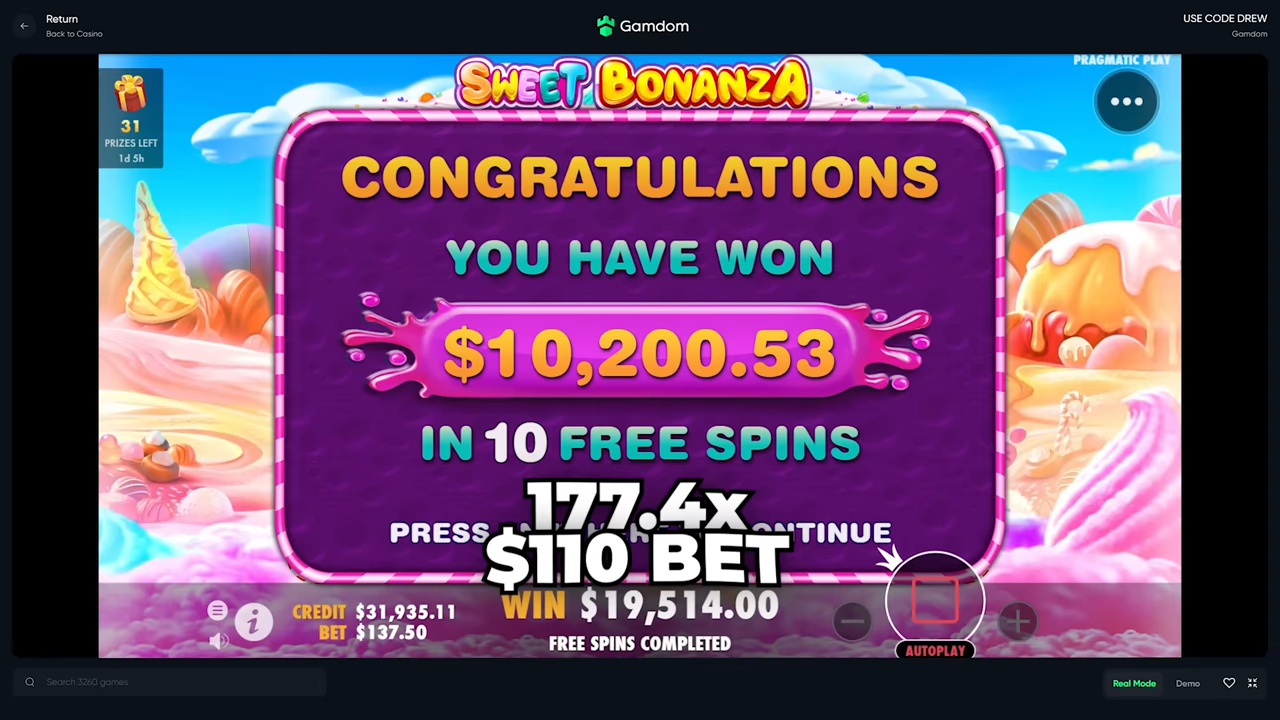 Return
Back to Casino
Gamdom
USE CODE DREW
Gamdom
PRAGMATIC PLAY
SWEET BONANZA
31
PRIZES LEFT
1d 5h
CONGRATULATIONS
YOU HAVE WON
$10,200.53
IN 10 FREE SPINS
177.4x
PRESS CONTINUE
$110 BET
CREDIT $31,935.11
BET $137.50
WIN $19,514.00
FREE SPINS COMPLETED
AUTOPLAY
Search 3260 games
Real Mode
Demo